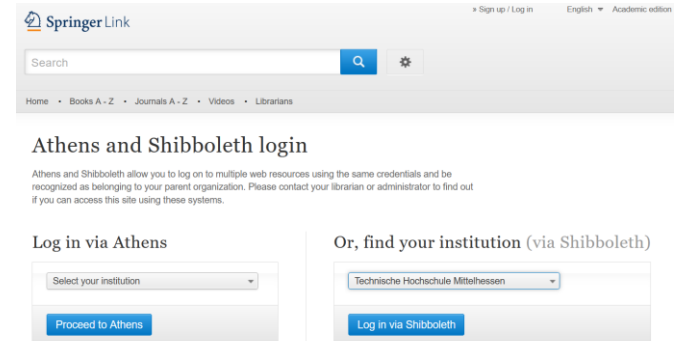 » Sign up / Log in English Academic edition
Springer Link
Search
Home • Books A - Z • Journals A - Z • Videos • Librarians
Athens and Shibboleth login
Athens and Shibboleth allow you to log on to multiple web resources using the same credentials and be
recognized as belonging to your parent organization. Please contact your librarian or administrator to find out
if you can access this site using these systems.
Log in via Athens
Select your institution
Proceed to Athens
Or, find your institution (via Shibboleth)
Technische Hochschule Mittelhessen
Log in via Shibboleth